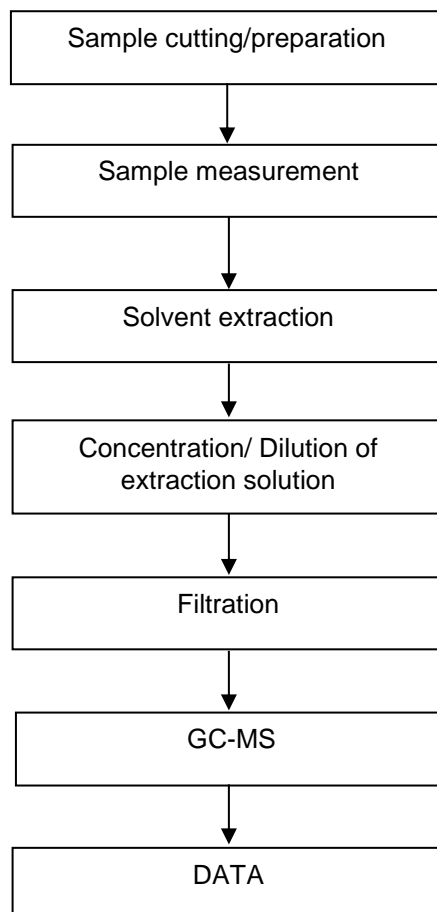 Sample cutting/preparation
Sample measurement
Solvent extraction
Concentration/ Dilution of
extraction solution
Filtration
GC-MS
DATA